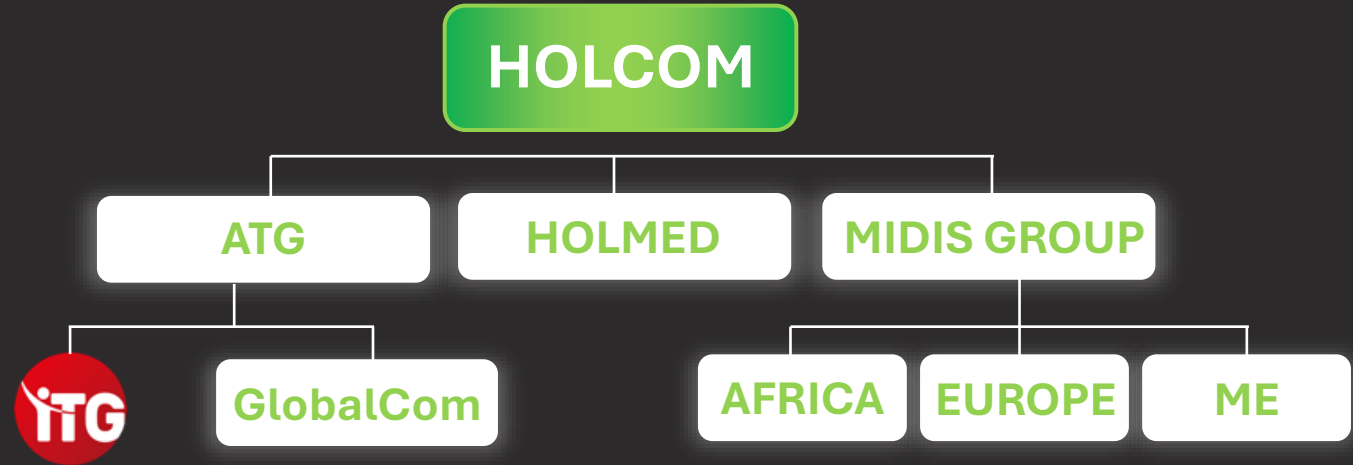 HOLCOM
ATG
HOLMED
MIDIS GROUP
iTG
GlobalCom
AFRICA
EUROPE
ME